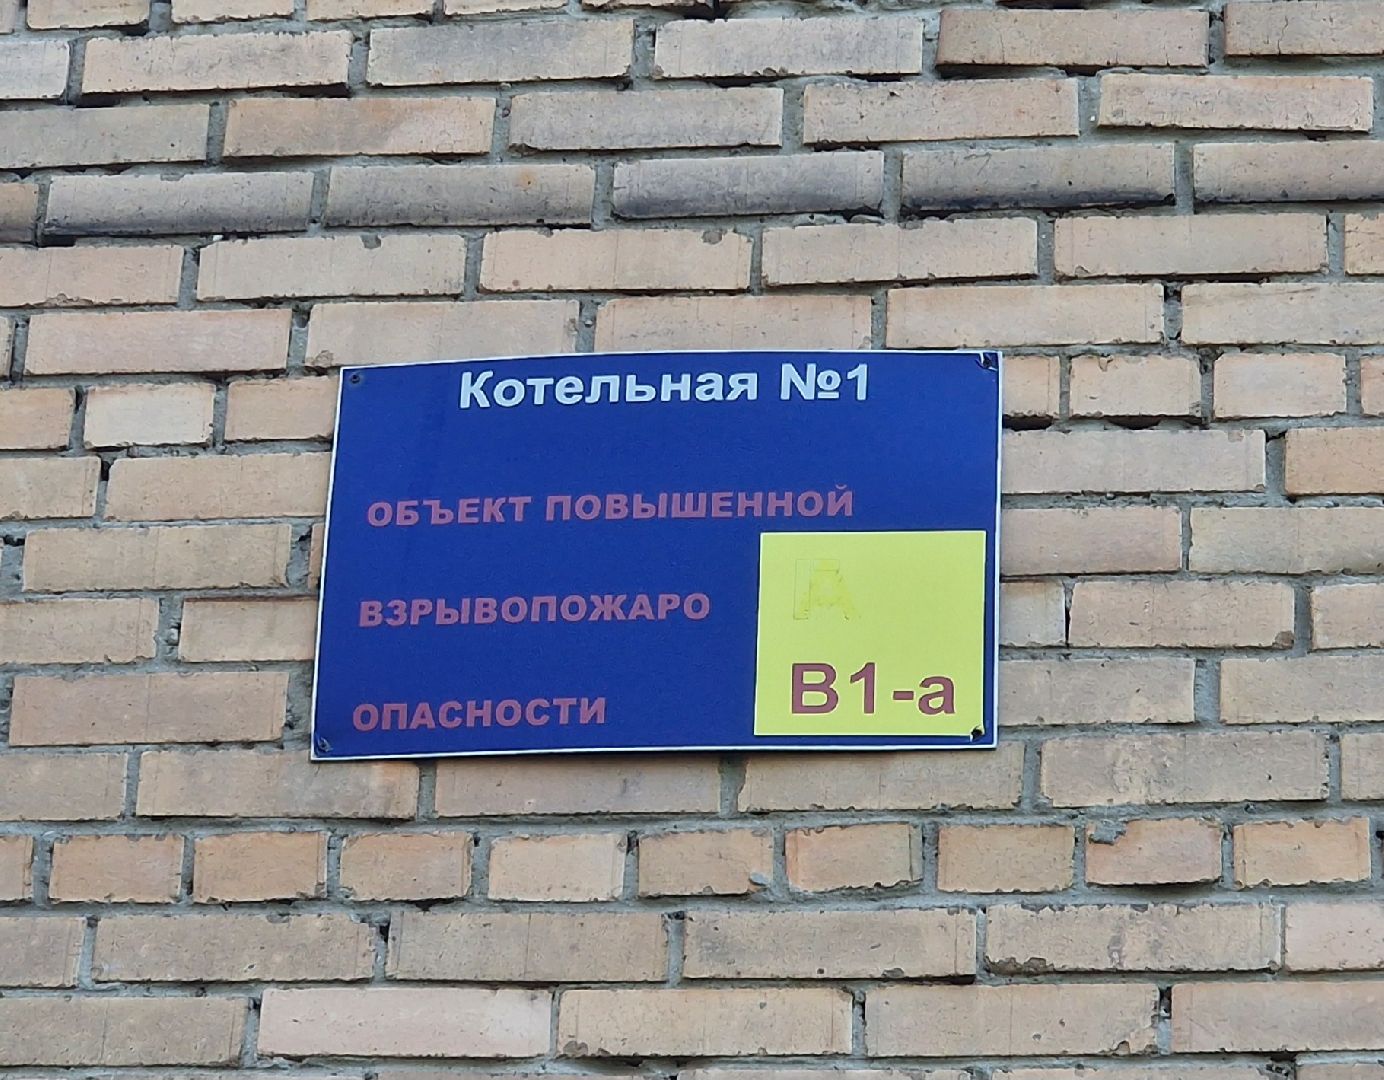 Котельная №1
ОБЪЕКТ ПОВЫШЕННОЙ
ВЗРЫВОПОЖАРО
ОПАСНОСТИ
В1-а